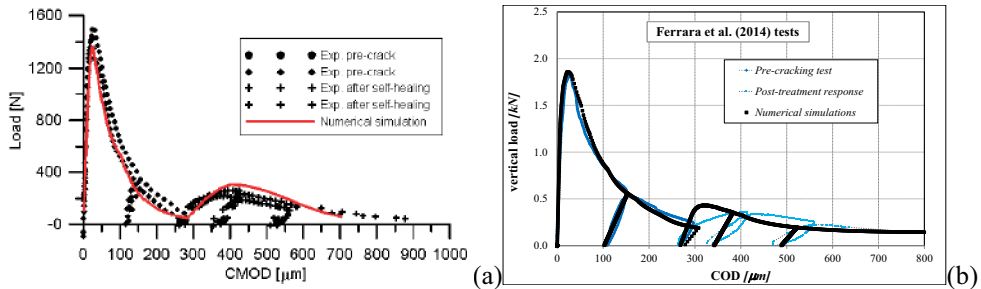 1600
1200
800
400
-0
Load [N]
Exp. pre-crack
Exp. pre-crack
Exp. after self-healing
Exp. after self-healing
Numerical simulation
0 100 200 300 400 500 600 700 800 900 1000
CMOD [μm]
(a)
2.5
2.0
1.5
1.0
0.5
0.0
vertical load [kN]
Ferrara et al. (2014) tests
Pre-cracking test
Post-treatment response
Numerical simulations
0 100 200 300 400 500 600 700 800
COD [μm]
(b)